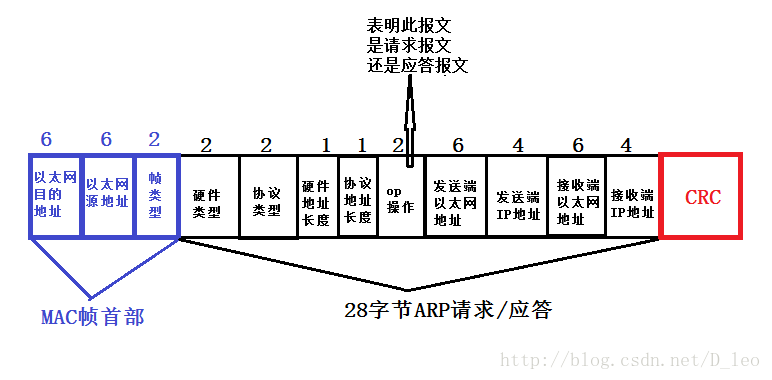 表明此报文
是请求报文
还是应答报文
6 6 2 2 2 1 1 2 6 4 6 4
以太网
目的
地址
以太网
源地址
帧
类
型
硬件
类型
协议
类型
硬件
地址
长度
协议
地址
长度
op
操作
发送端
以太网
地址
发送端
IP地址
接收端
以太网
地址
接收端
IP地址
CRC
MAC帧首部
28字节ARP请求/应答
http://blog.csdn.net/D_leo